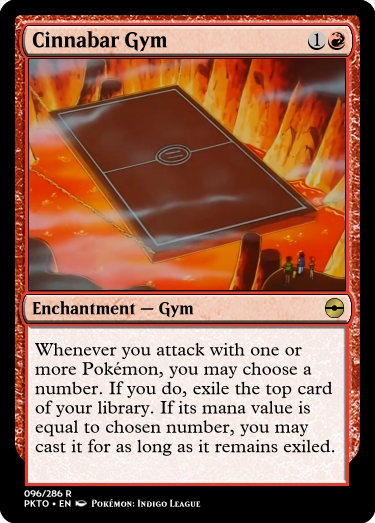 Cinnabar Gym 1
Enchantment — Gym
Whenever you attack with one or
more Pokémon, you may choose a
number. If you do, exile the top card
of your library. If its mana value is
equal to chosen number, you may
cast it for as long as it remains exiled.
096/286 R
PKTO • EN Pokémon: Indigo League